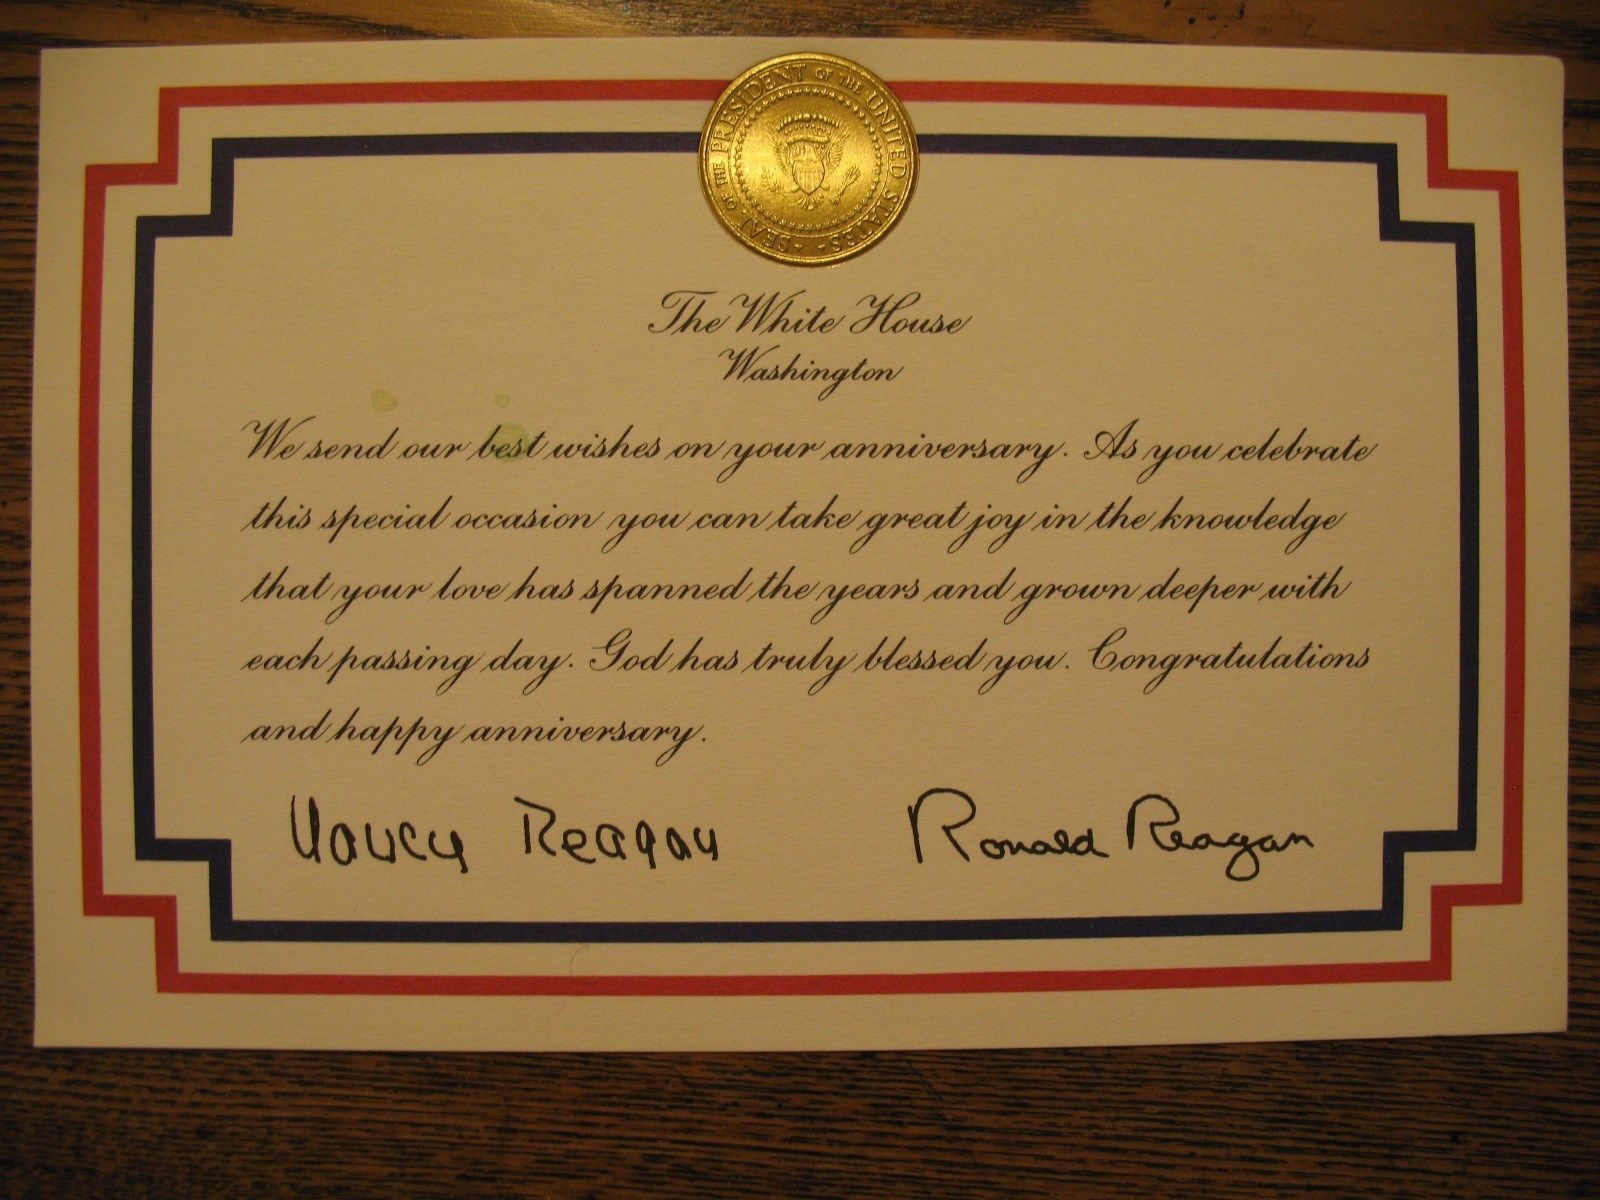 SEAL OF THE PRESIDENT OF THE UNITED STATES
The White House
Washington
We send our best wishes on your anniversary. As you celebrate
this special occasion you can take great joy in the knowledge
that your love has spanned the years and grown deeper with
each passing day. God has truly blessed you. Congratulations
and happy anniversary.
Nancy Reagan Ronald Reagan